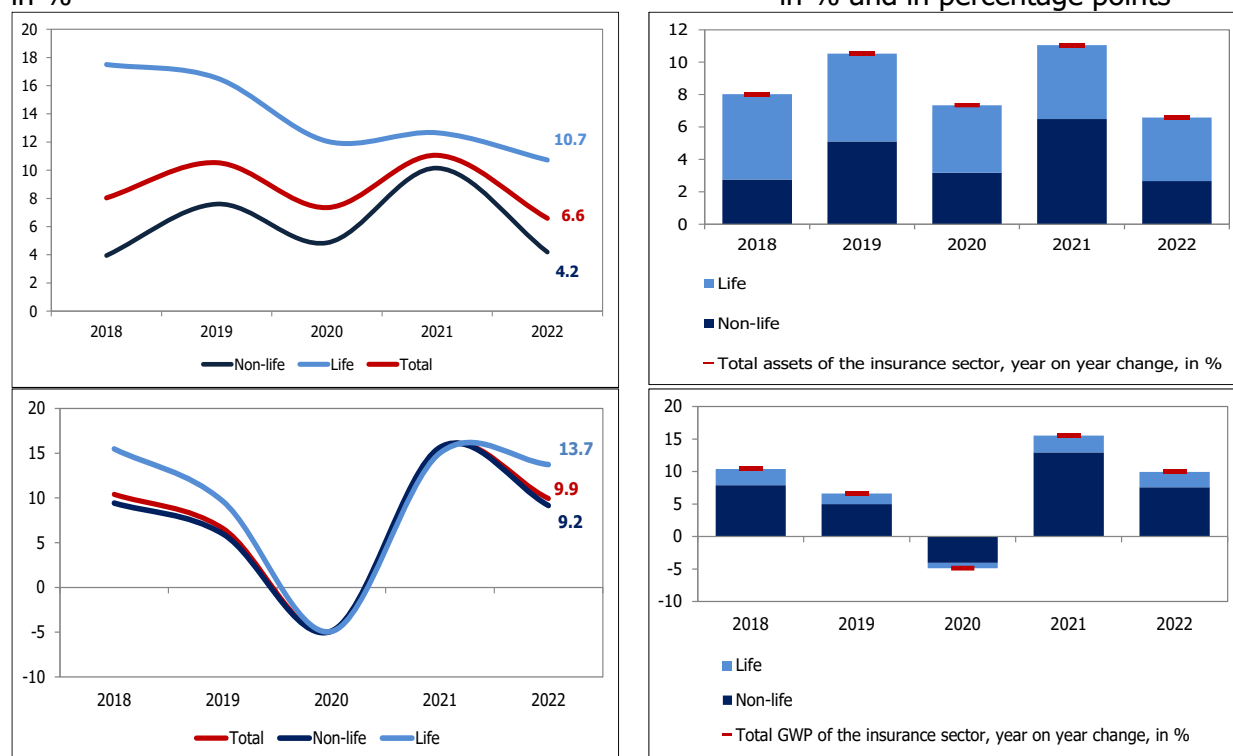 in %
in % and in percentage points
20
18
16
14
12
10
8
6
4
2
0
10.7
6.6
4.2
2018 2019 2020 2021 2022
Non-life Life Total
12
10
8
6
4
2
0
2018 2019 2020 2021 2022
Life
Non-life
Total assets of the insurance sector, year on year change, in %
20
15
10
5
0
-5
-10
13.7
9.9
9.2
2018 2019 2020 2021 2022
Total Non-life Life
20
15
10
5
0
-5
-10
2018 2019 2020 2021 2022
Life
Non-life
Total GWP of the insurance sector, year on year change, in %